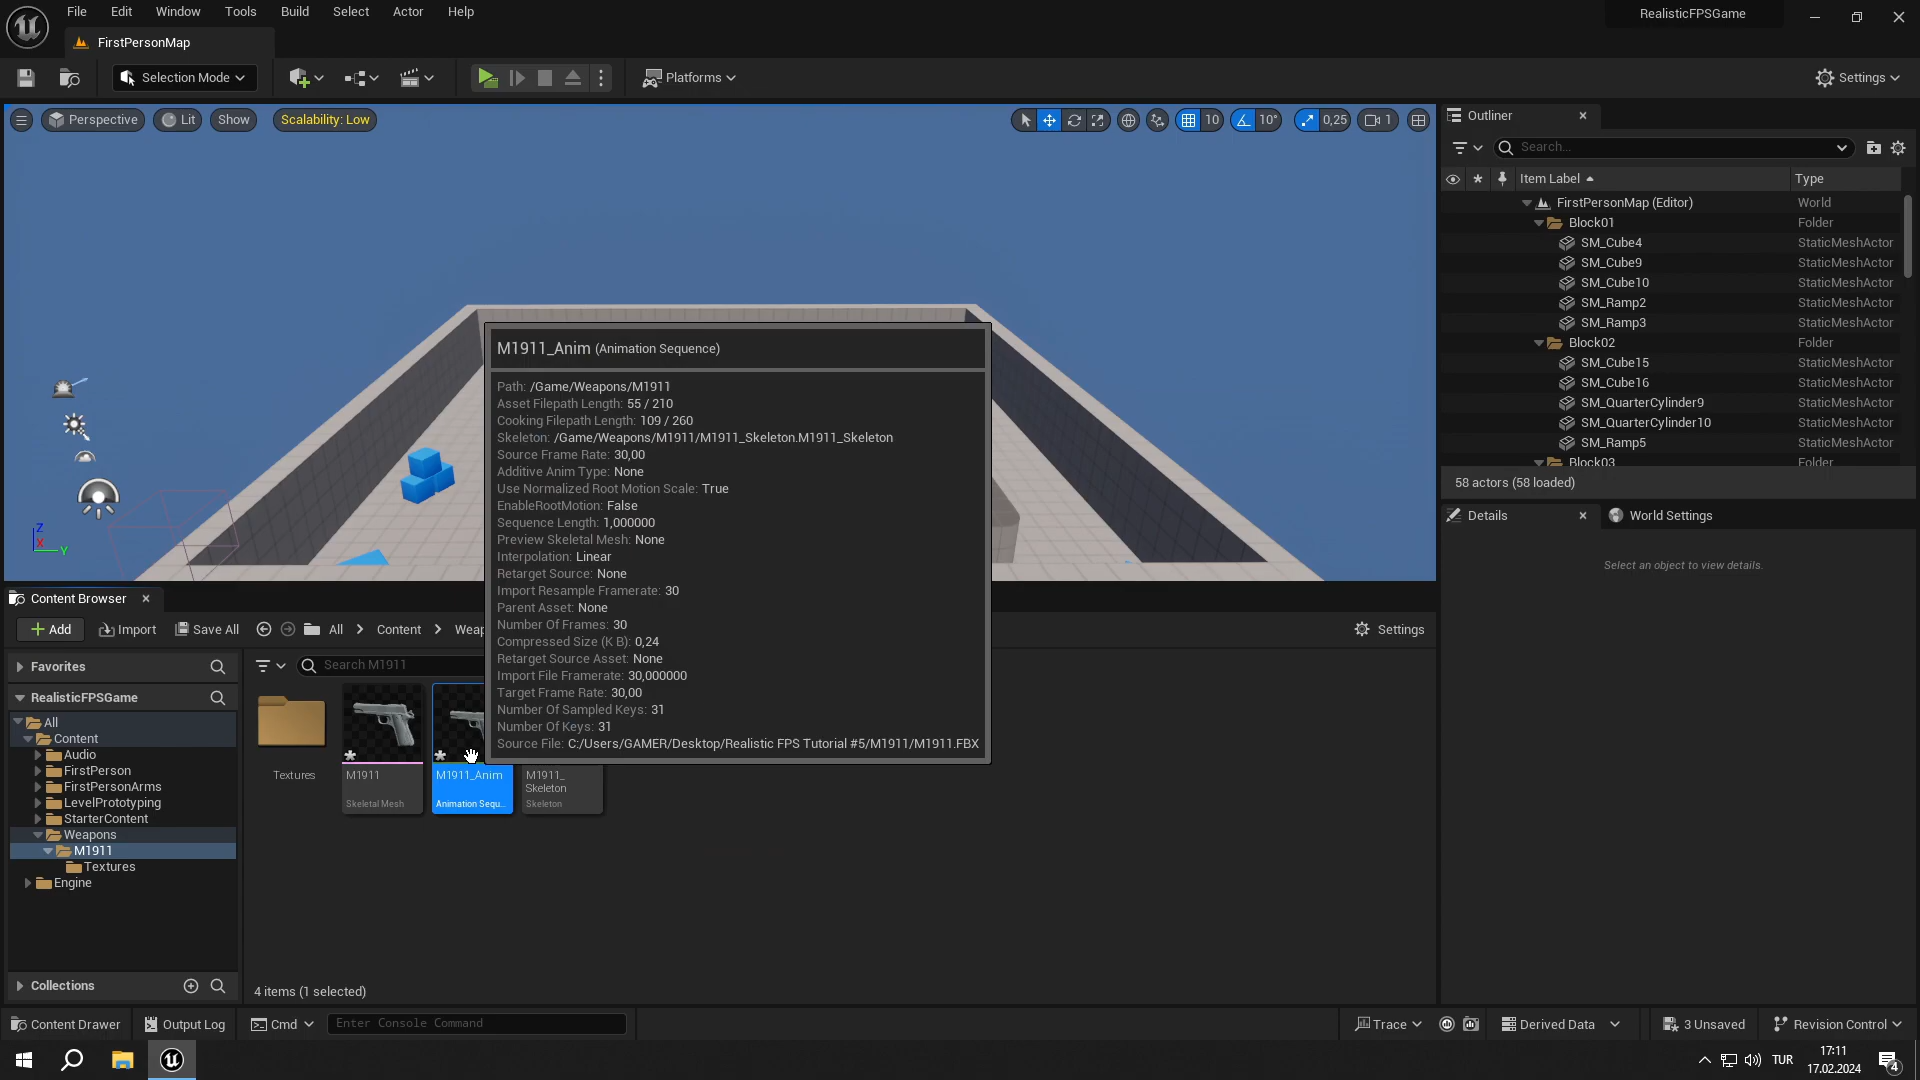 File Edit Window Tools Build Select Actor Help
RealisticFPSGame
FirstPersonMap
Selection Mode
Platforms
Settings
Perspective Lit Show Scalability: Low
10 10° 0,25 1
Outliner
Search...
Item Label Type
FirstPersonMap (Editor) World
Block01 Folder
SM_Cube4 StaticMeshActor
SM_Cube9 StaticMeshActor
SM_Cube10 StaticMeshActor
SM_Ramp2 StaticMeshActor
SM_Ramp3 StaticMeshActor
Block02 Folder
SM_Cube15 StaticMeshActor
SM_Cube16 StaticMeshActor
SM_QuarterCylinder9 StaticMeshActor
SM_QuarterCylinder10 StaticMeshActor
SM_Ramp5 StaticMeshActor
Block03 Folder
58 actors (58 loaded)
Details World Settings
Select an object to view details.
Z
X
Y
M1911_Anim (Animation Sequence)
Path: /Game/Weapons/M1911
Asset Filepath Length: 55 / 210
Cooking Filepath Length: 109 / 260
Skeleton: /Game/Weapons/M1911/M1911_Skeleton.M1911_Skeleton
Source Frame Rate: 30,00
Additive Anim Type: None
Use Normalized Root Motion Scale: True
EnableRootMotion: False
Sequence Length: 1,000000
Preview Skeletal Mesh: None
Interpolation: Linear
Retarget Source: None
Import Resample Framerate: 30
Parent Asset: None
Number Of Frames: 30
Compressed Size (K B): 0,24
Retarget Source Asset: None
Import File Framerate: 30,000000
Target Frame Rate: 30,00
Number Of Sampled Keys: 31
Number Of Keys: 31
Source File: C:/Users/GAMER/Desktop/Realistic FPS Tutorial #5/M1911/M1911.FBX
Content Browser
Add Import Save All All Content Weap
Settings
Favorites
Search M1911
RealisticFPSGame
All
Content
Audio
FirstPerson
FirstPersonArms
LevelPrototyping
StarterContent
Weapons
M1911
Textures
Engine
Collections
Textures
M1911
Skeletal Mesh
M1911_Anim
Animation Sequ...
M1911_
Skeleton
Skeleton
4 items (1 selected)
Content Drawer Output Log Cmd Enter Console Command
Trace Derived Data 3 Unsaved Revision Control
TUR
17:11
17.02.2024
4